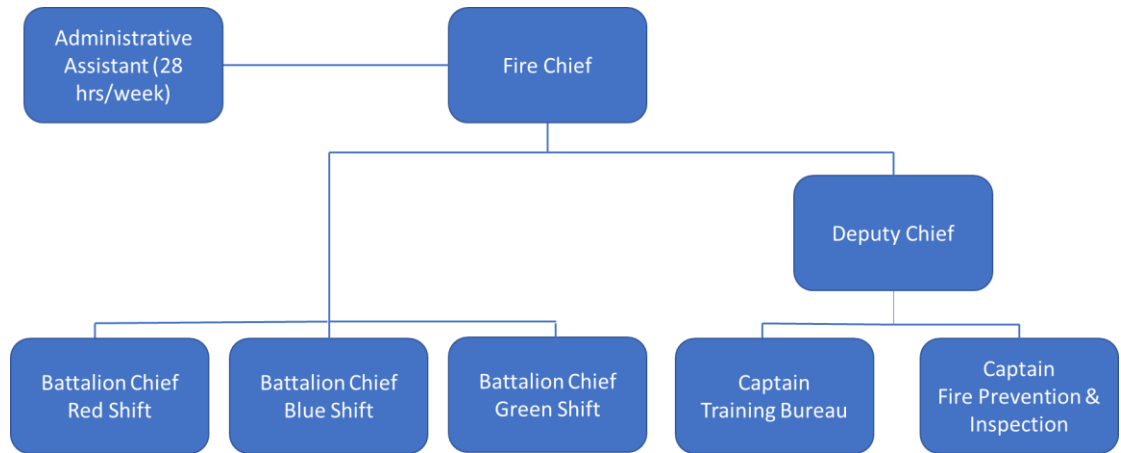 Administrative
Assistant (28
hrs/week)
Fire Chief
Deputy Chief
Battalion Chief
Red Shift
Battalion Chief
Blue Shift
Battalion Chief
Green Shift
Captain
Training Bureau
Captain
Fire Prevention &
Inspection